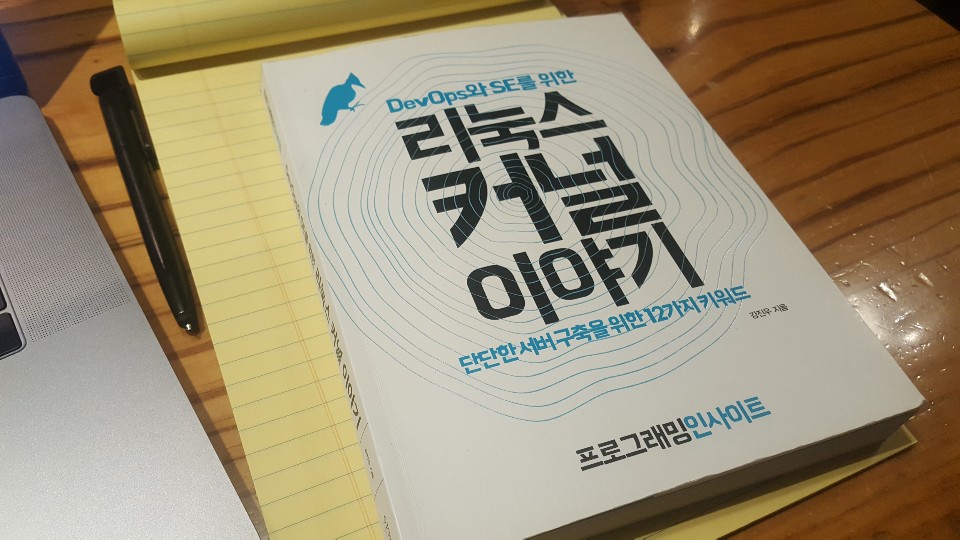 DevOps와 SE를 위한
리눅스
커널
이야기
단단한 서버 구축을 위한 12가지 키워드
김진우 지음
프로그래밍인사이트